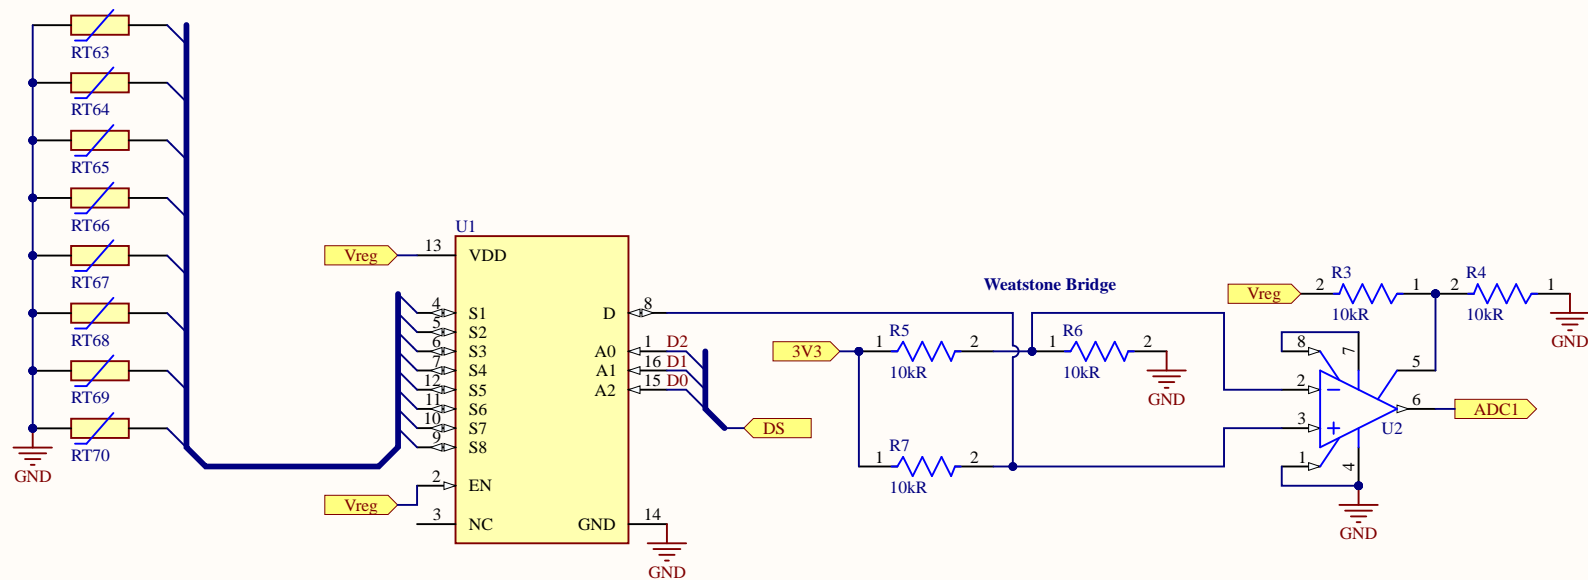 RT63
RT64
RT65
RT66
RT67
RT68
RT69
RT70
GND
U1
Vreg 13 VDD
4 S1
5 S2
6 S3
7 S4
12 S5
11 S6
10 S7
9 S8
2 EN
Vreg
3 NC
D 8
A0 1 D2
A1 16 D1
A2 15 D0
DS
GND 14
GND
Weatstone Bridge
3V3
R5
1 2
10kR
R6
1 2
10kR
GND
R7
1 2
10kR
Vreg
R3
2 1
10kR
R4
2 1
10kR
GND
8
7
5
2
3
1
4
6
U2
ADC1
GND